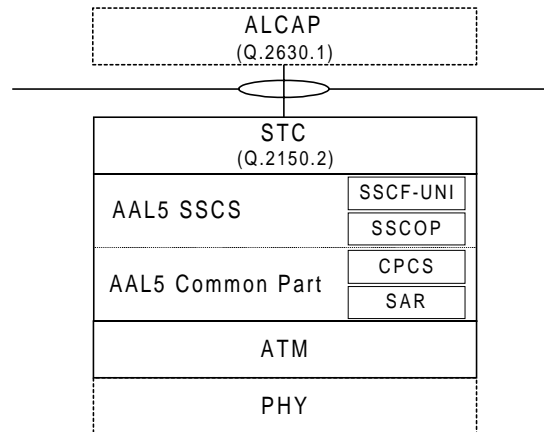 ALCAP
(Q.2630.1)
STC
(Q.2150.2)
AAL5 SSCS
SSCF-UNI
SSCOP
AAL5 Common Part
CPCS
SAR
ATM
PHY